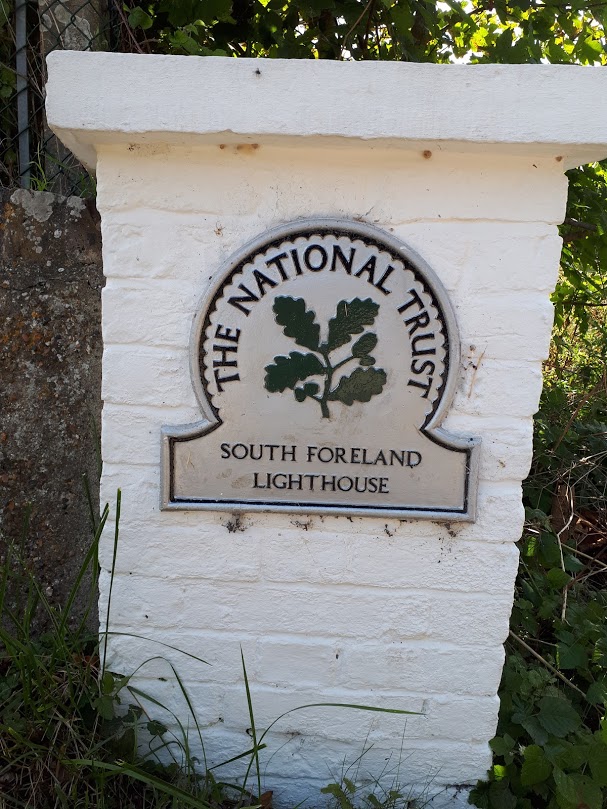 THE NATIONAL TRUST
SOUTH FORELAND
LIGHTHOUSE